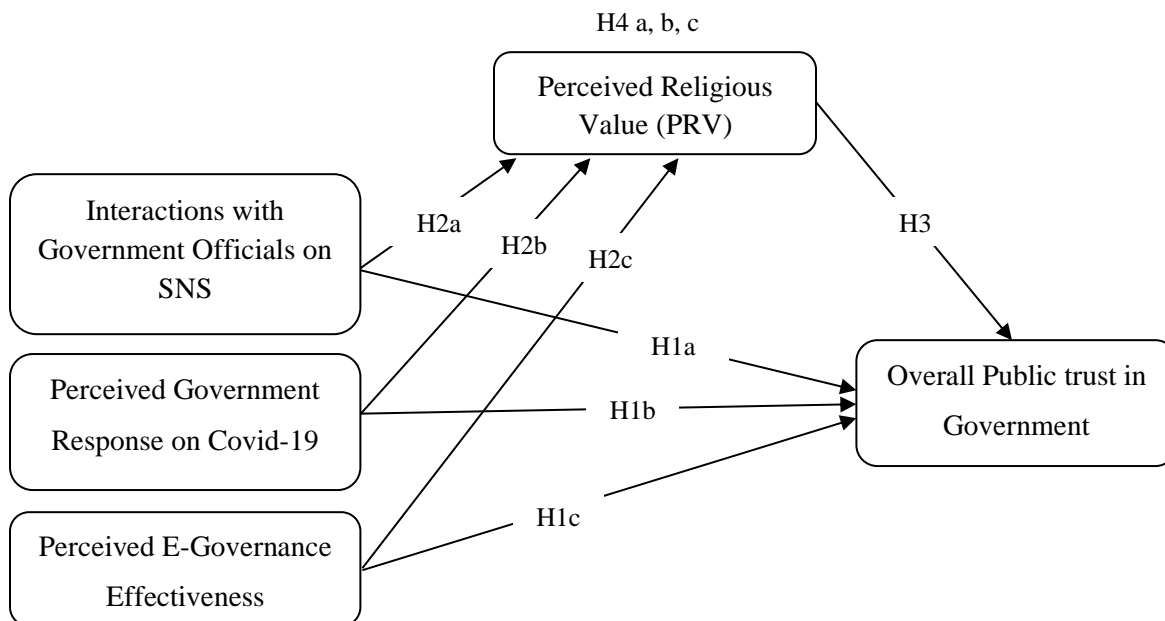 H4 a, b, c
Perceived Religious
Value (PRV)
Interactions with
Government Officials on
SNS
H2a
H2b
H2c
H3
H1a
Perceived Government
Response on Covid-19
H1b
Overall Public trust in
Government
H1c
Perceived E-Governance
Effectiveness